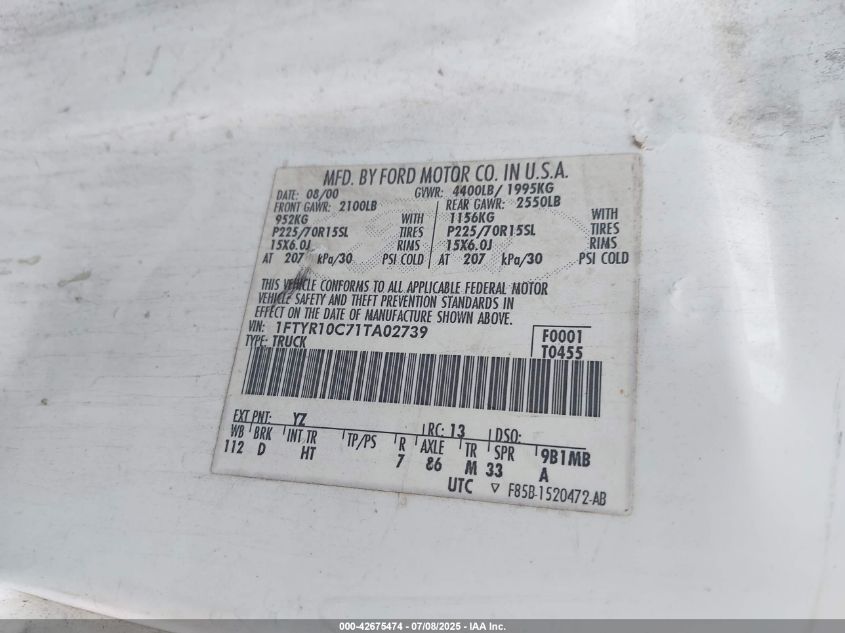 MFD. BY FORD MOTOR CO. IN U.S.A.
DATE: 08/00 GVWR: 4400LB/ 1995KG
FRONT GAWR: 2100LB REAR GAWR: 2550LB
952KG WITH 1156KG WITH
P225/70R15SL TIRES P225/70R15SL TIRES
15X6.0J RIMS 15X6.0J RIMS
AT 207 kPa/30 PSI COLD AT 207 kPa/30 PSI COLD
THIS VEHICLE CONFORMS TO ALL APPLICABLE FEDERAL MOTOR
VEHICLE SAFETY AND THEFT PREVENTION STANDARDS IN
EFFECT ON THE DATE OF MANUFACTURE SHOWN ABOVE.
VIN: 1FTYR10C71TA02739 F0001
TYPE: TRUCK T0455
EXT PNT: YZ RC: 13 DSO:
WB BRK INT TR TP/PS R AXLE TR SPR 9B1MB
112 D HT 7 86 M 33 A
UTC ▽ F85B-1520472-AB
000-42675474 - 07/08/2025 - IAA Inc.